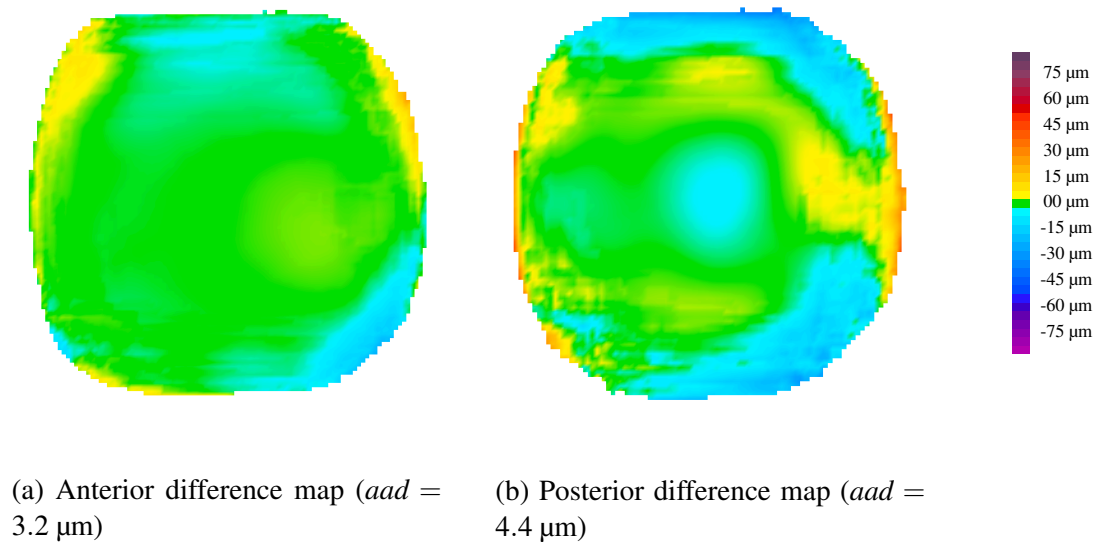 75 µm
60 µm
45 µm
30 µm
15 µm
00 µm
-15 µm
-30 µm
-45 µm
-60 µm
-75 µm
(a) Anterior difference map (aad =
3.2 µm)
(b) Posterior difference map (aad =
4.4 µm)